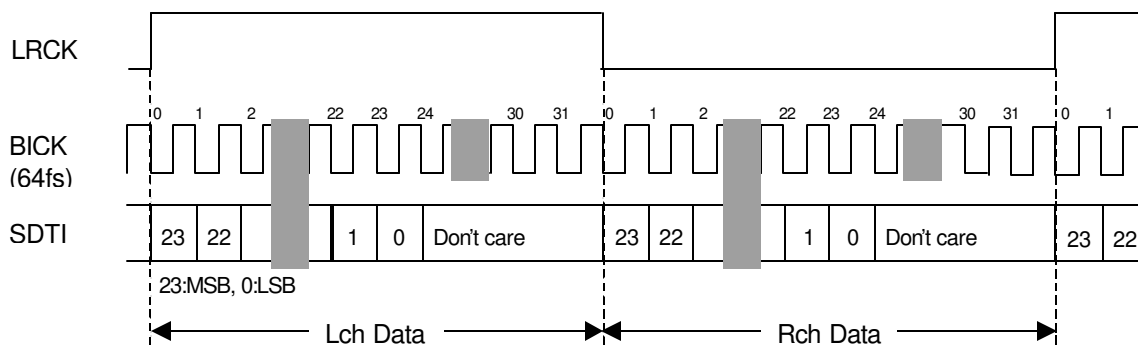 LRCK
0 1 2 22 23 24 30 31 0 1 2 22 23 24 30 31 0 1
BICK
(64fs)
SDTI 23 22 1 0 Don't care 23 22 1 0 Don't care 23 22
23:MSB, 0:LSB
Lch Data Rch Data